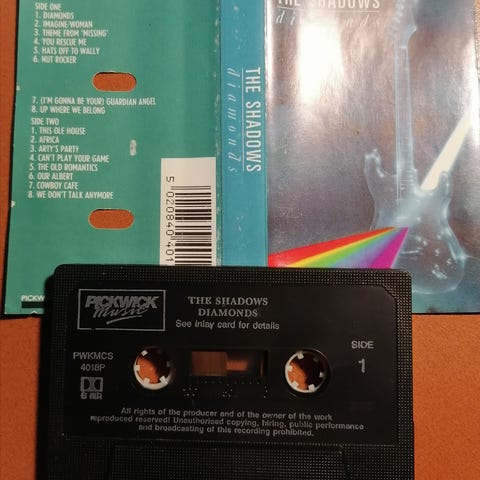 SIDE ONE
1. DIAMONDS
2. IMAGINE/WOMAN
3. THEME FROM 'MISSING'
4. YOU RESCUE ME
5. HATS OFF TO WALLY
6. NUT ROCKER
7. (I'M GONNA BE YOUR) GUARDIAN ANGEL
8. UP WHERE WE BELONG
SIDE TWO
1. THIS OLE HOUSE
2. AFRICA
3. ARTY'S PARTY
4. CAN'T PLAY YOUR GAME
5. THE OLD ROMANTICS
6. OUR ALBERT
7. COWBOY CAFE
8. WE DON'T TALK ANYMORE
PICKW
5 020840 401
THE SHADOWS
diamonds
THE SHADOWS
diamonds
PICKWICK
Music
THE SHADOWS
DIAMONDS
See inlay card for details
PWKMCS
4018P
SIDE
1
B NR
All rights of the producer and of the owner of the work
reproduced reserved! Unauthorised copying, hiring, public performance
and broadcasting of this recording prohibited.